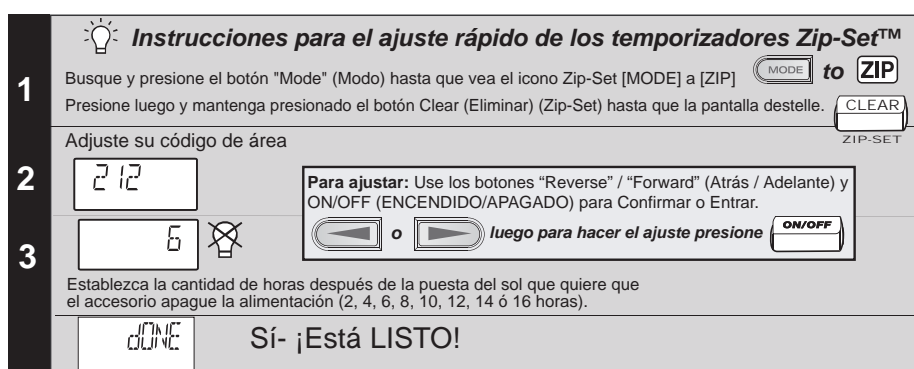 Instrucciones para el ajuste rápido de los temporizadores Zip-Set™
1
Busque y presione el botón "Mode" (Modo) hasta que vea el icono Zip-Set [MODE] a [ZIP]
MODE to ZIP
Presione luego y mantenga presionado el botón Clear (Eliminar) (Zip-Set) hasta que la pantalla destelle.
CLEAR
ZIP-SET
Adjuste su código de área
2
212
Para ajustar: Use los botones “Reverse” / “Forward” (Atrás / Adelante) y
ON/OFF (ENCENDIDO/APAGADO) para Confirmar o Entrar.
o luego para hacer el ajuste presione ON/OFF
3
6
Establezca la cantidad de horas después de la puesta del sol que quiere que
el accesorio apague la alimentación (2, 4, 6, 8, 10, 12, 14 ó 16 horas).
dONE
Sí- ¡Está LISTO!